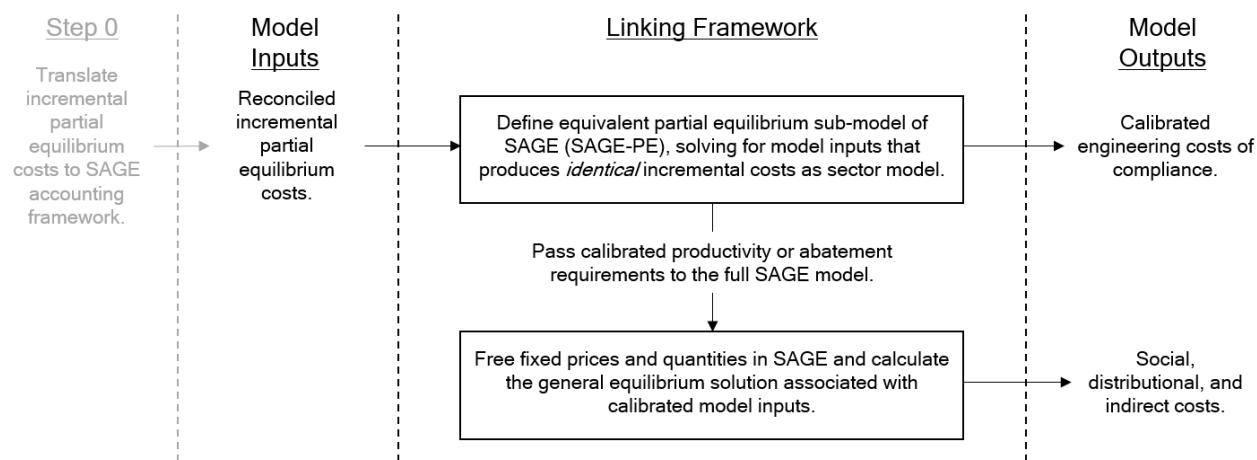 Step 0
Translate
incremental
partial
equilibrium
costs to SAGE
accounting
framework.
Model
Inputs
Reconciled
incremental
partial
equilibrium
costs.
Linking Framework
Define equivalent partial equilibrium sub-model of
SAGE (SAGE-PE), solving for model inputs that
produces identical incremental costs as sector model.
Pass calibrated productivity or abatement
requirements to the full SAGE model.
Free fixed prices and quantities in SAGE and calculate
the general equilibrium solution associated with
calibrated model inputs.
Model
Outputs
Calibrated
engineering costs of
compliance.
Social,
distributional, and
indirect costs.